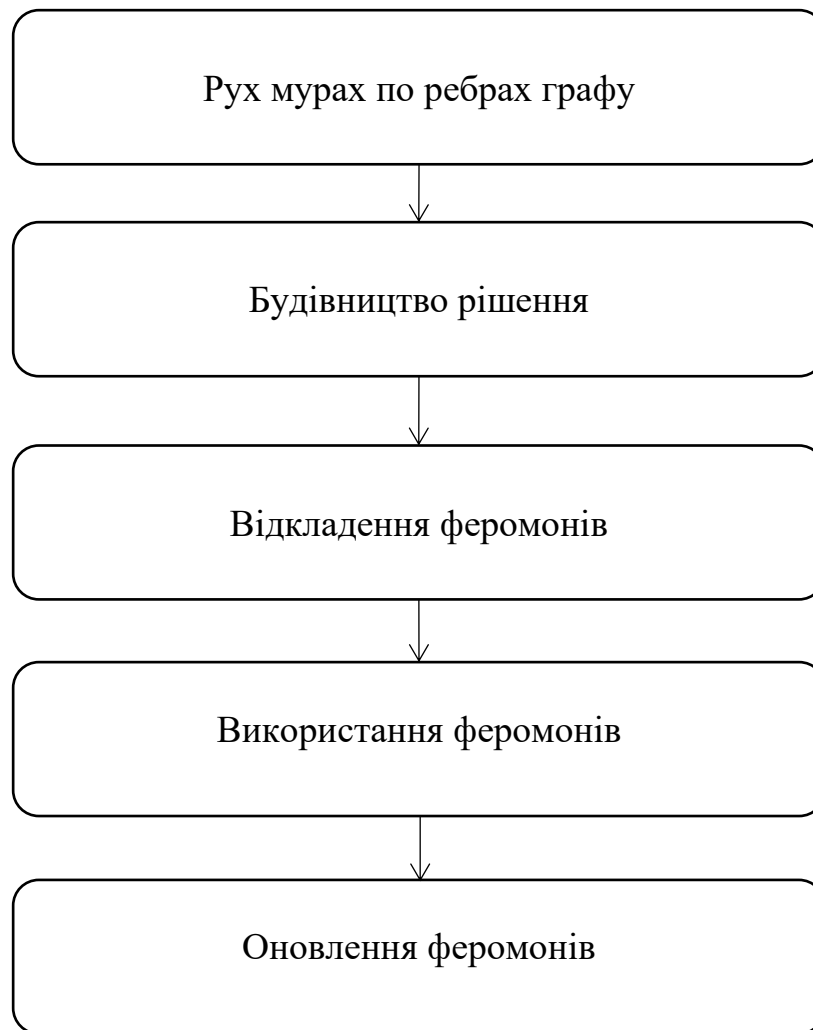 Рух мурах по ребрах графу
Будівництво рішення
Відкладення феромонів
Використання феромонів
Оновлення феромонів